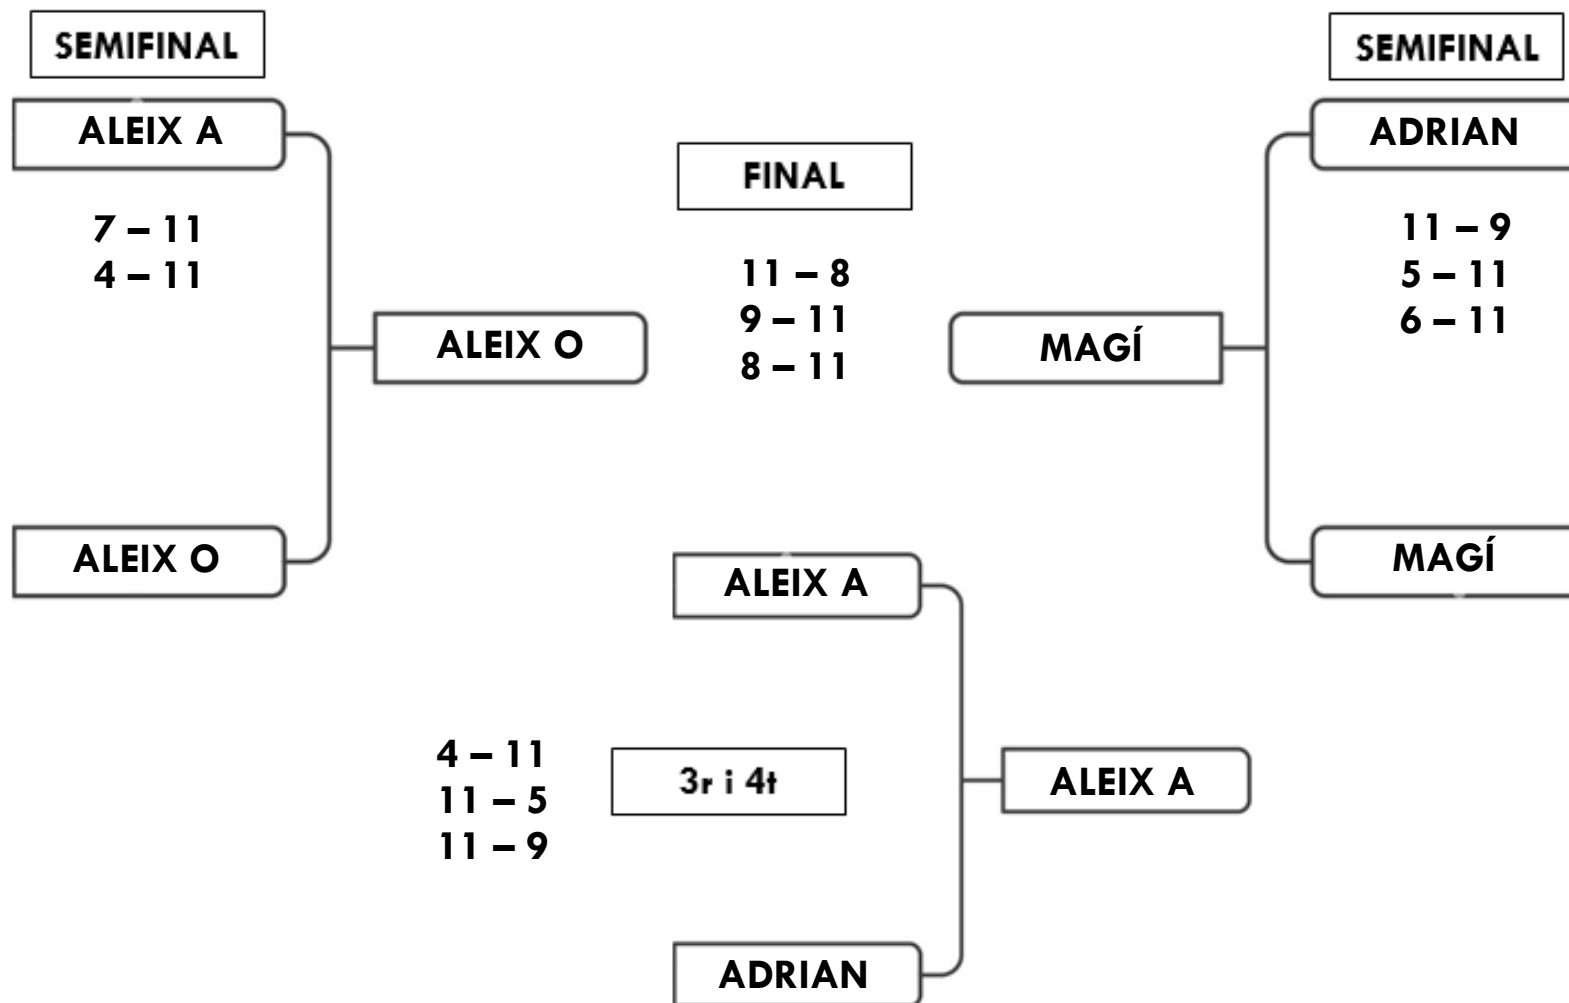 SEMIFINAL
SEMIFINAL
ALEIX A
ADRIAN
FINAL
7 – 11
4 – 11
11 – 9
5 – 11
6 – 11
11 – 8
9 – 11
8 – 11
ALEIX O
MAGÍ
ALEIX O
MAGÍ
ALEIX A
4 – 11
11 – 5
11 – 9
3r i 4t
ALEIX A
ADRIAN